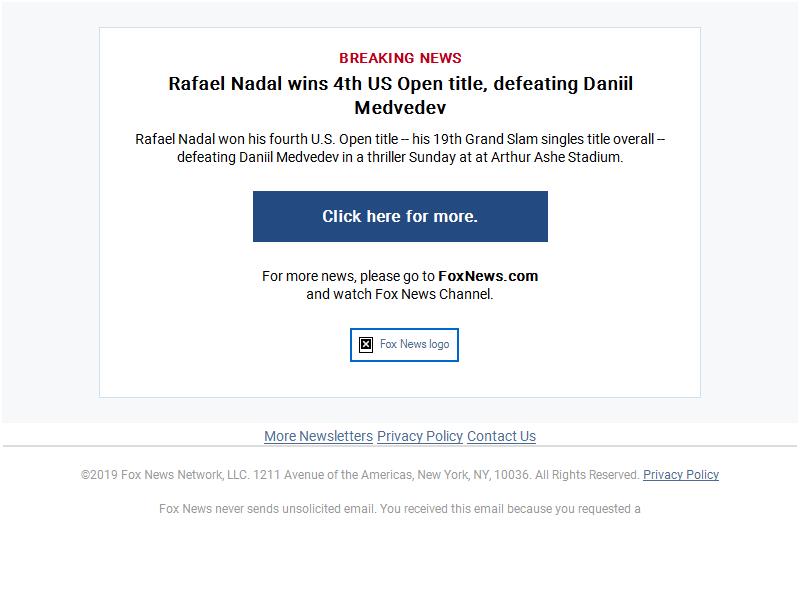 BREAKING NEWS
Rafael Nadal wins 4th US Open title, defeating Daniil
Medvedev
Rafael Nadal won his fourth U.S. Open title -- his 19th Grand Slam singles title overall --
defeating Daniil Medvedev in a thriller Sunday at at Arthur Ashe Stadium.
Click here for more.
For more news, please go to FoxNews.com
and watch Fox News Channel.
Fox News logo
More Newsletters Privacy Policy Contact Us
©2019 Fox News Network, LLC. 1211 Avenue of the Americas, New York, NY, 10036. All Rights Reserved. Privacy Policy
Fox News never sends unsolicited email. You received this email because you requested a